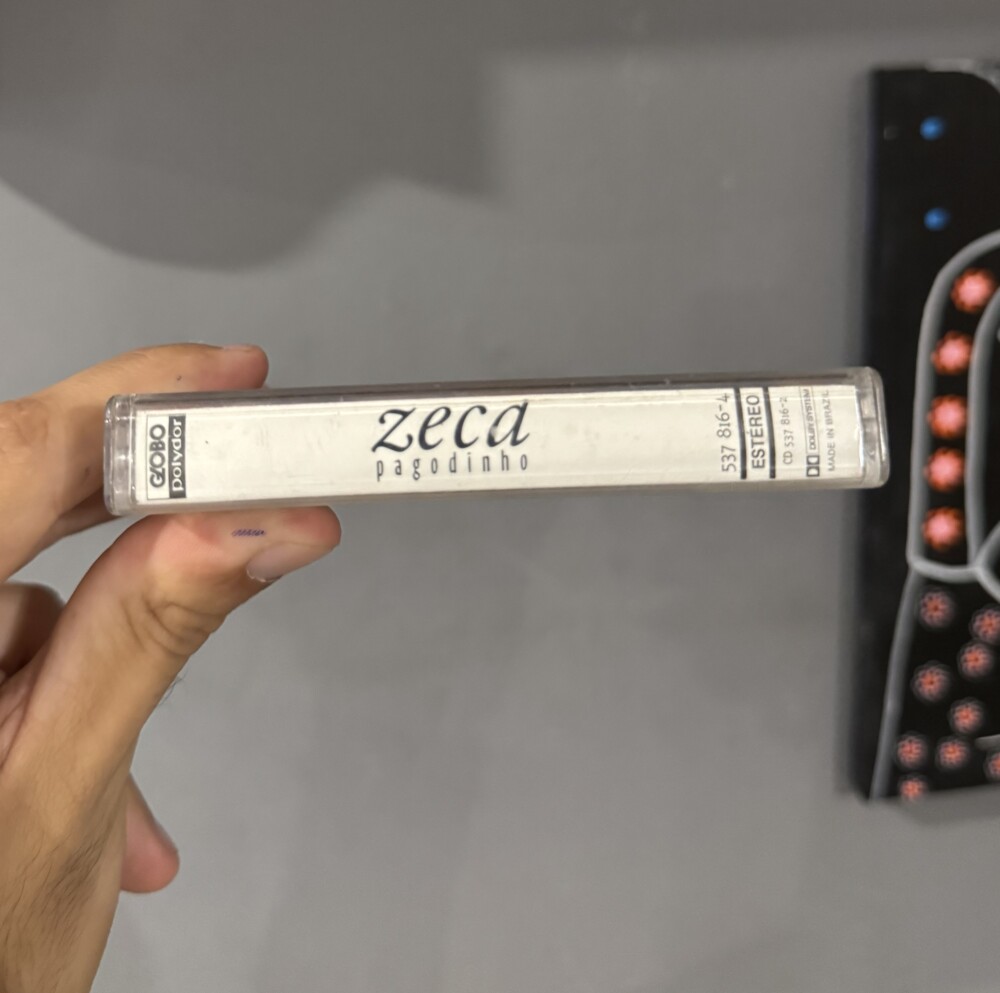 GLOBO
polydor
zeca
pagodinho
537 816-4
ESTÉREO
CD 537 816-2
DOLBY SYSTEM
MADE IN BRAZIL